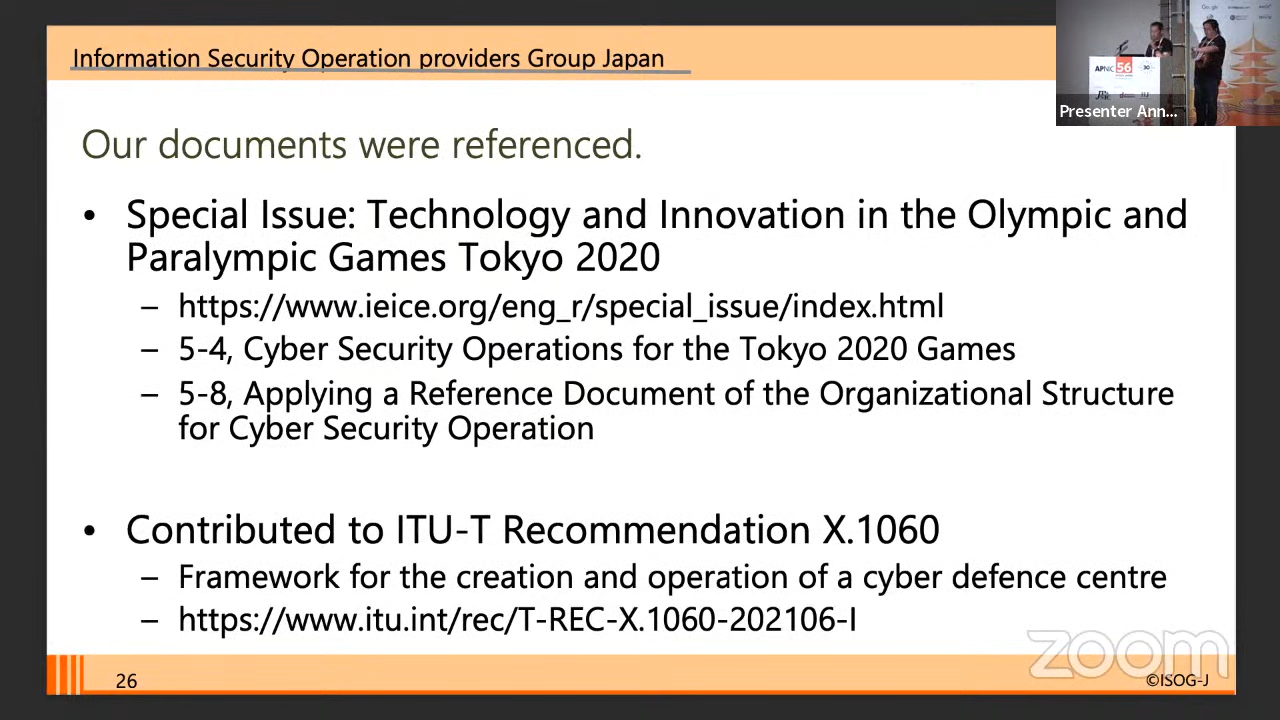 Information Security Operation providers Group Japan
Google
APNIC 56
30
Presenter Ann...
Our documents were referenced.
• Special Issue: Technology and Innovation in the Olympic and
Paralympic Games Tokyo 2020
– https://www.ieice.org/eng_r/special_issue/index.html
– 5-4, Cyber Security Operations for the Tokyo 2020 Games
– 5-8, Applying a Reference Document of the Organizational Structure
for Cyber Security Operation
• Contributed to ITU-T Recommendation X.1060
– Framework for the creation and operation of a cyber defence centre
– https://www.itu.int/rec/T-REC-X.1060-202106-I
zoom
26
©ISOG-J